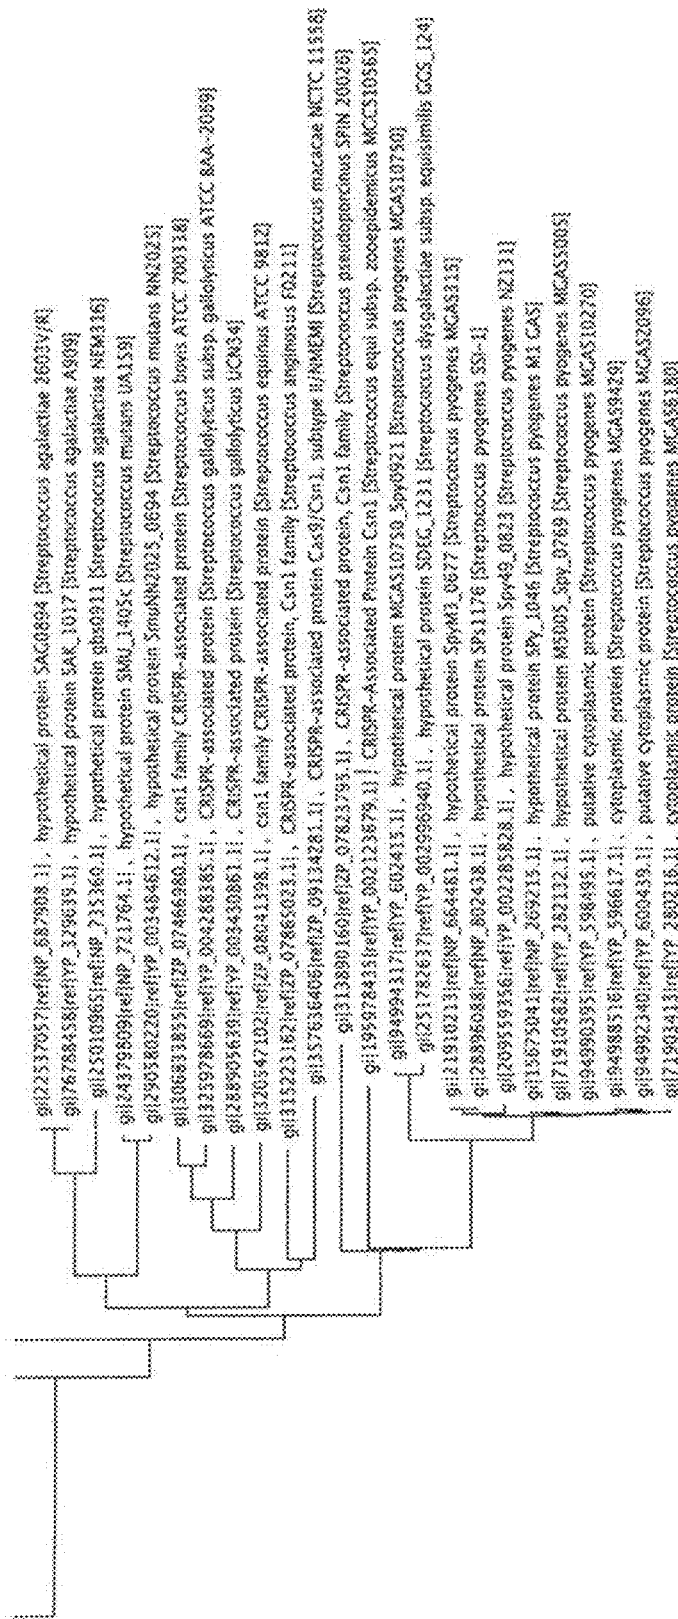 gi|22537057|ref|NP_687908.1|, hypothetical protein SAG0894 [Streptococcus agalactiae 2603V/R]
gi|76788458|ref|YP_329639.1|, hypothetical protein SAK_1017 [Streptococcus agalactiae A909]
gi|25010865|ref|NP_735360.1|, hypothetical protein gbs0911 [Streptococcus agalactiae NEM316]
gi|24379809|ref|NP_721764.1|, hypothetical protein SMU_1405c [Streptococcus mutans UA159]
gi|290580220|ref|YP_003484612.1|, hypothetical protein SmuNN2025_0694 [Streptococcus mutans NN2025]
gi|306833855|ref|ZP_07466980.1|, csn1 family CRISPR-associated protein [Streptococcus bovis ATCC 700338]
gi|325978669|ref|YP_004288385.1|, CRISPR-associated protein [Streptococcus gallolyticus subsp. gallolyticus ATCC BAA-2069]
gi|288905639|ref|YP_003430861.1|, CRISPR-associated protein [Streptococcus gallolyticus UCN34]
gi|320547102|ref|ZP_08041398.1|, csn1 family CRISPR-associated protein [Streptococcus equinus ATCC 9812]
gi|315223162|ref|ZP_07865033.1|, CRISPR-associated protein, Csn1 family [Streptococcus anginosus F0211]
gi|357636406|ref|ZP_09134281.1|, CRISPR-associated protein Cas9/Csn1, subtype II/NMEMI [Streptococcus macacae NCTC 11558]
gi|313890160|ref|ZP_07823795.1|, CRISPR-associated protein, Csn1 family [Streptococcus pseudoporcinus SPIN 20026]
gi|195978435|ref|YP_002123679.1| CRISPR-Associated Protein Csn1 [Streptococcus equi subsp. zooepidemicus MGCS10565]
gi|94994317|ref|YP_602415.1|, hypothetical protein MGAS10750_Spy0921 [Streptococcus pyogenes MGAS10750]
gi|251782637|ref|YP_002996940.1|, hypothetical protein SDEG_1231 [Streptococcus dysgalactiae subsp. equisimilis GGS_124]
gi|21910213|ref|NP_664481.1|, hypothetical protein SpyM3_0677 [Streptococcus pyogenes MGAS315]
gi|28896088|ref|NP_802438.1|, hypothetical protein SPs1176 [Streptococcus pyogenes SSI-1]
gi|209559356|ref|YP_002285828.1|, hypothetical protein Spy49_0823 [Streptococcus pyogenes NZ131]
gi|15675041|ref|NP_269215.1|, hypothetical protein SPy_1046 [Streptococcus pyogenes M1 GAS]
gi|71910582|ref|YP_282132.1|, hypothetical protein M5005_Spy_0769 [Streptococcus pyogenes MGAS5005]
gi|94990395|ref|YP_598495.1|, putative cytoplasmic protein [Streptococcus pyogenes MGAS10270]
gi|94988516|ref|YP_596617.1|, cytoplasmic protein [Streptococcus pyogenes MGAS9429]
gi|94992340|ref|YP_600439.1|, putative cytoplasmic protein [Streptococcus pyogenes MGAS2096]
gi|71903413|ref|YP_280216.1|, cytoplasmic protein [Streptococcus pyogenes MGAS6180]